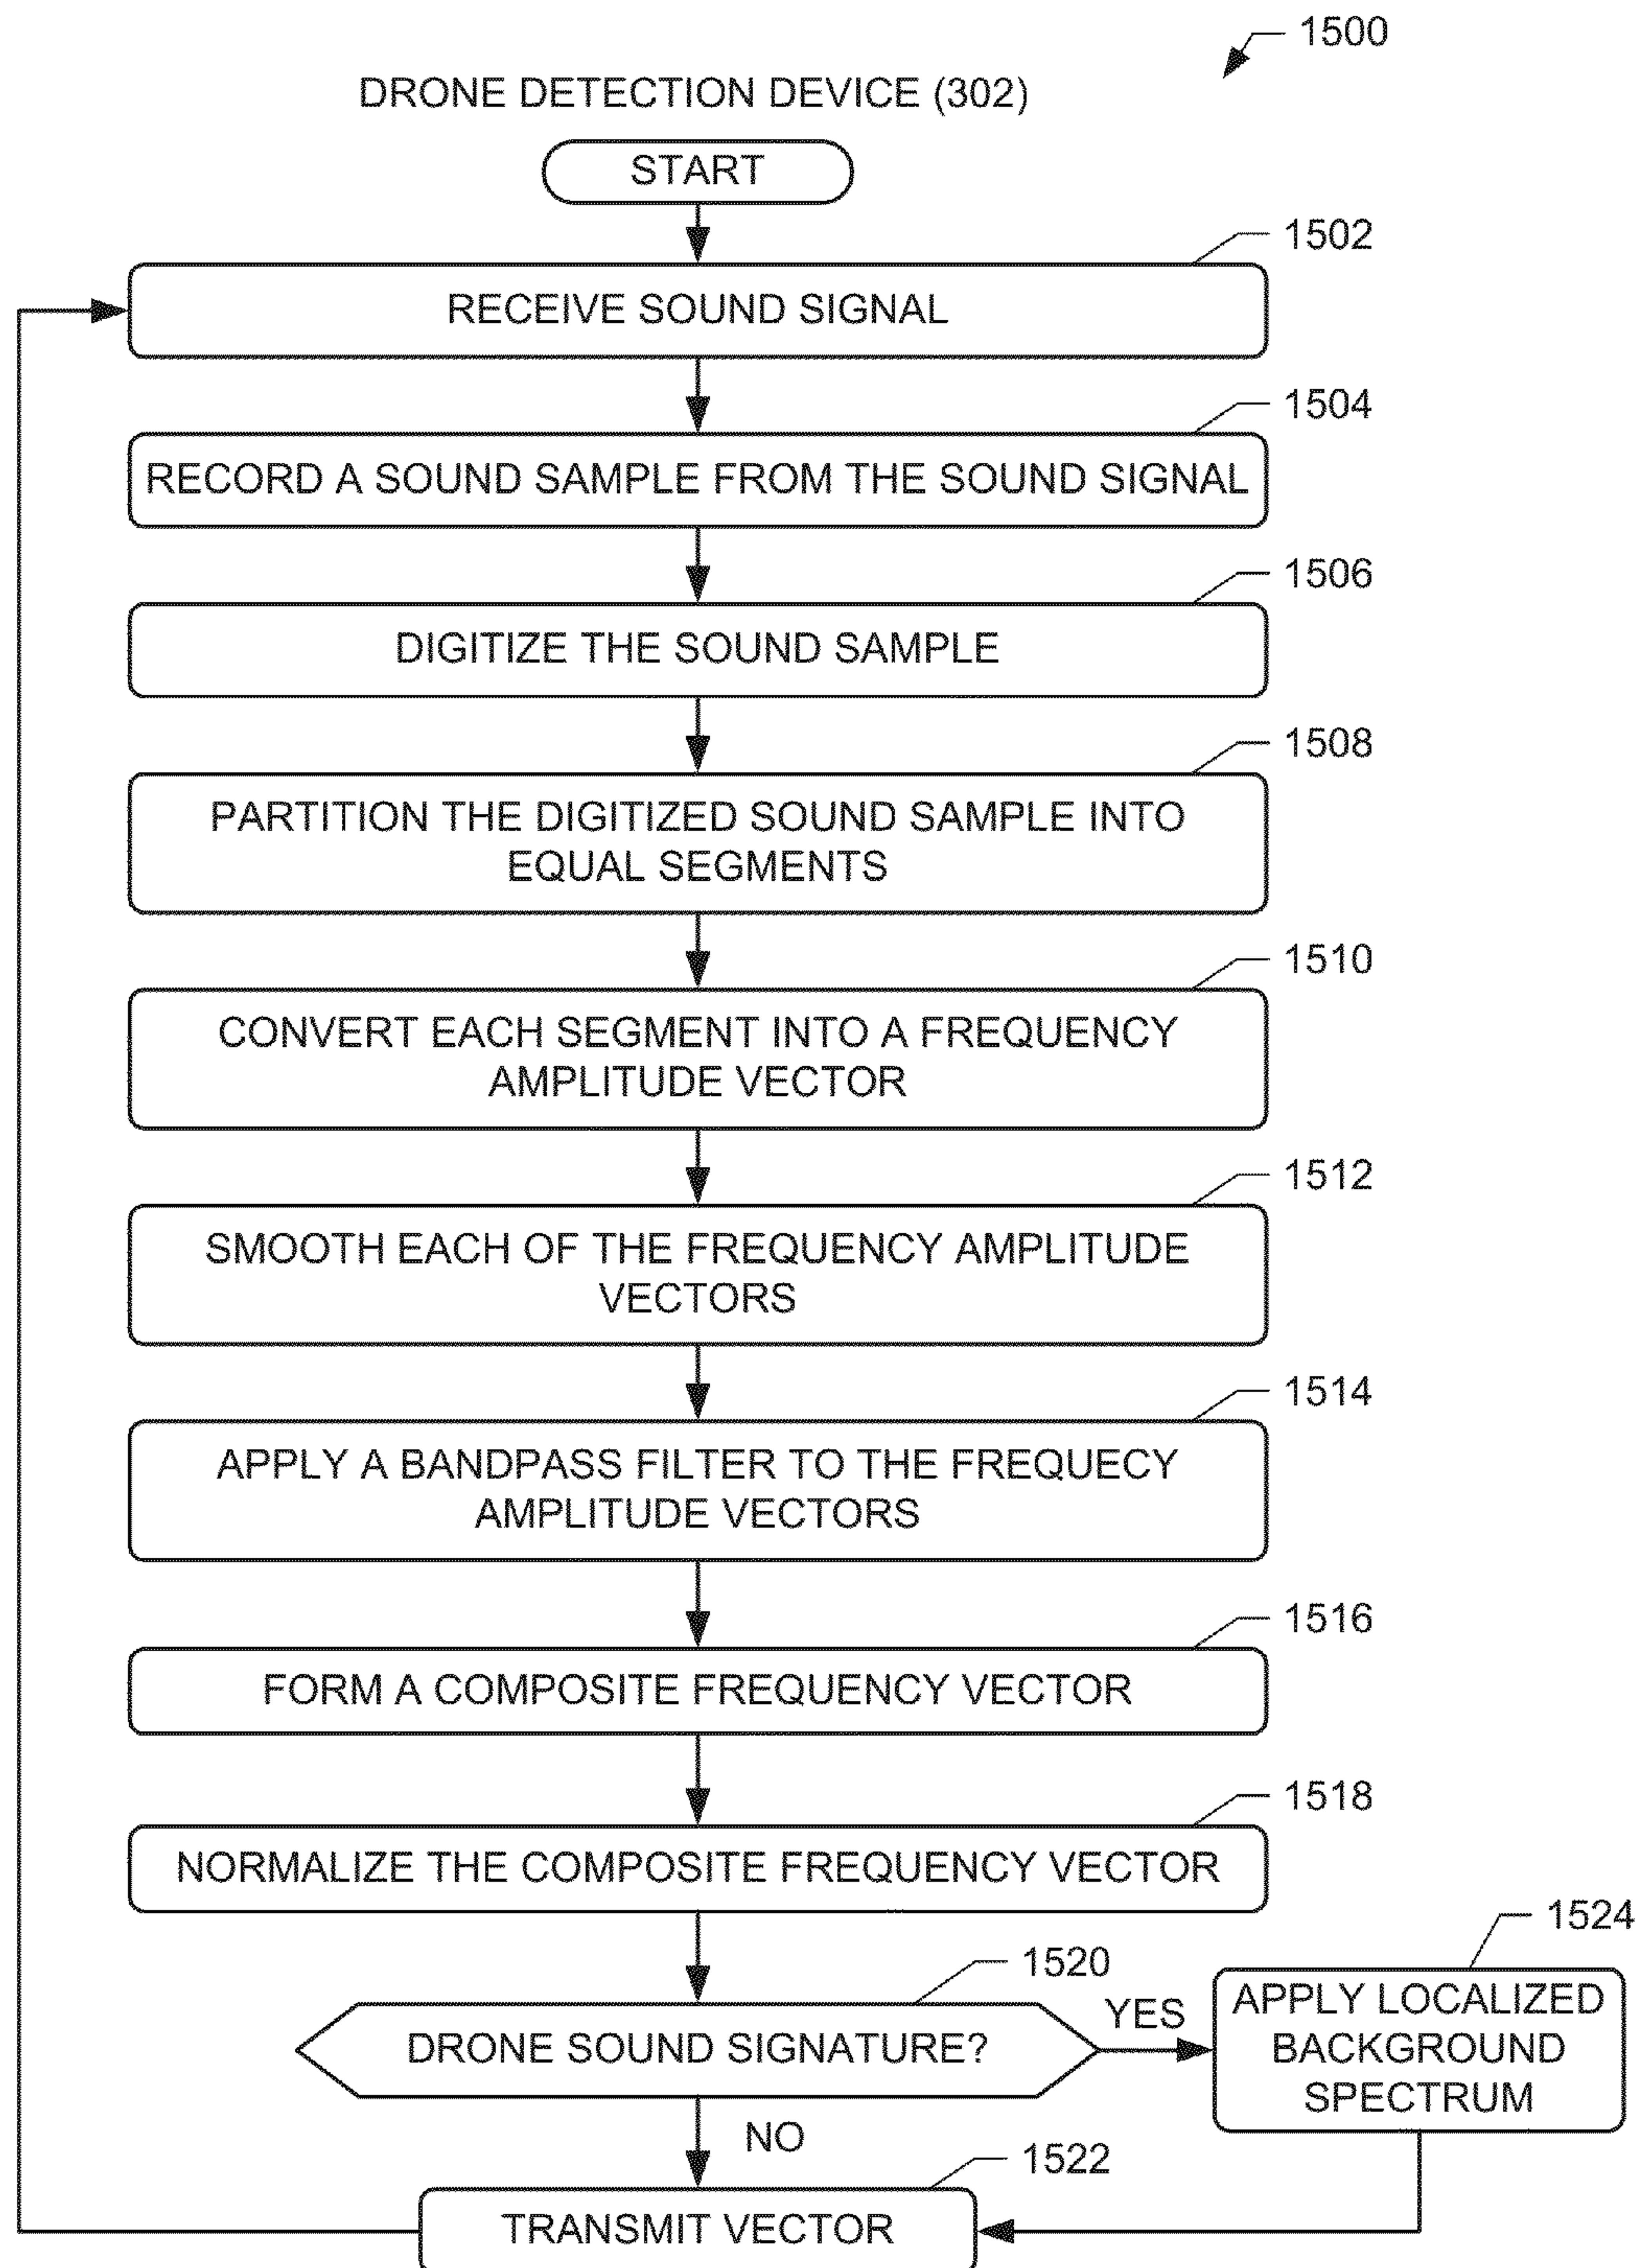 1500
DRONE DETECTION DEVICE (302)
START
1502
RECEIVE SOUND SIGNAL
1504
RECORD A SOUND SAMPLE FROM THE SOUND SIGNAL
1506
DIGITIZE THE SOUND SAMPLE
1508
PARTITION THE DIGITIZED SOUND SAMPLE INTO
EQUAL SEGMENTS
1510
CONVERT EACH SEGMENT INTO A FREQUENCY
AMPLITUDE VECTOR
1512
SMOOTH EACH OF THE FREQUENCY AMPLITUDE
VECTORS
1514
APPLY A BANDPASS FILTER TO THE FREQUECY
AMPLITUDE VECTORS
1516
FORM A COMPOSITE FREQUENCY VECTOR
1518
NORMALIZE THE COMPOSITE FREQUENCY VECTOR
1520
DRONE SOUND SIGNATURE?
YES
1524
APPLY LOCALIZED
BACKGROUND
SPECTRUM
NO
1522
TRANSMIT VECTOR